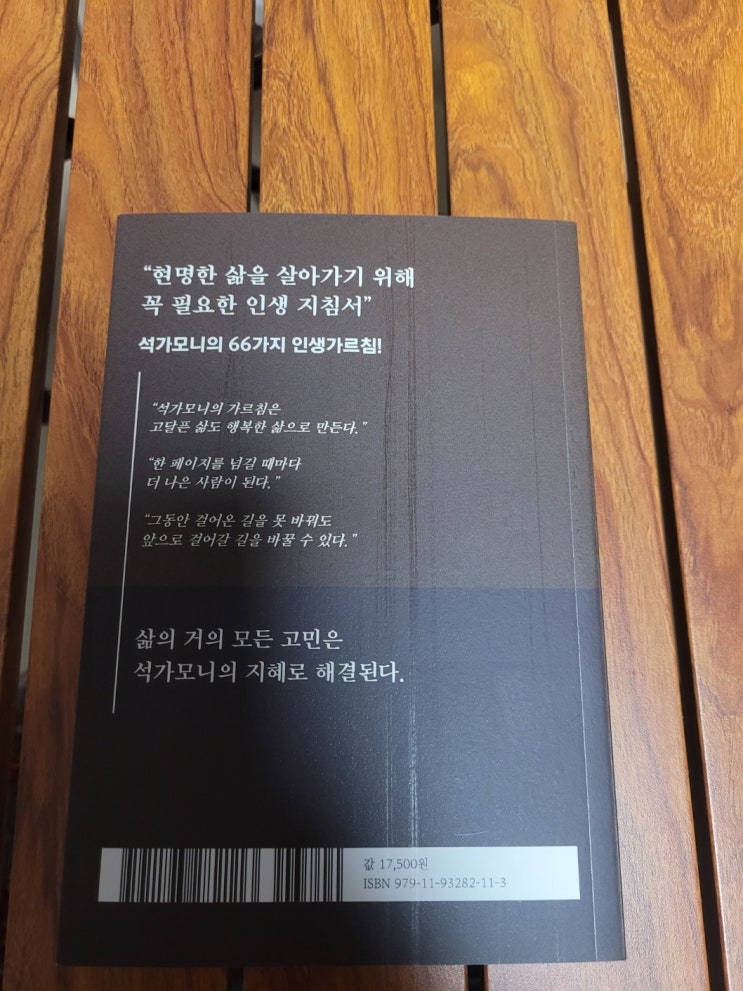 “현명한 삶을 살아가기 위해
꼭 필요한 인생 지침서”
석가모니의 66가지 인생가르침!
“석가모니의 가르침은
고달픈 삶도 행복한 삶으로 만든다.”
“한 페이지를 넘길 때마다
더 나은 사람이 된다.”
“그동안 걸어온 길을 못 바꿔도
앞으로 걸어갈 길을 바꿀 수 있다.”
삶의 거의 모든 고민은
석가모니의 지혜로 해결된다.
값 17,500원
ISBN 979-11-93282-11-3